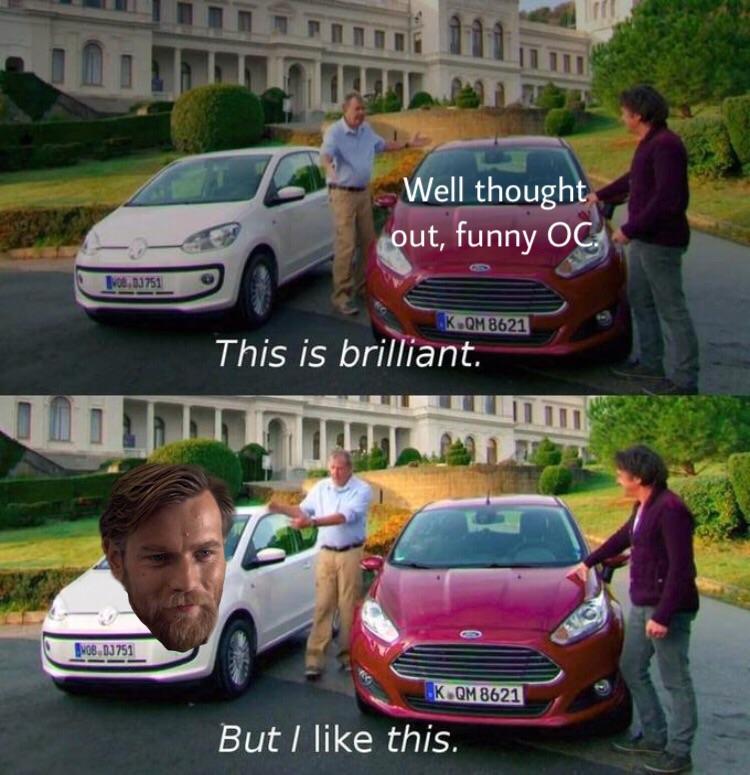 Well thought
out, funny OC.
WOB DJ751
K QM 8621
This is brilliant.
WOB DJ751
K QM 8621
But I like this.